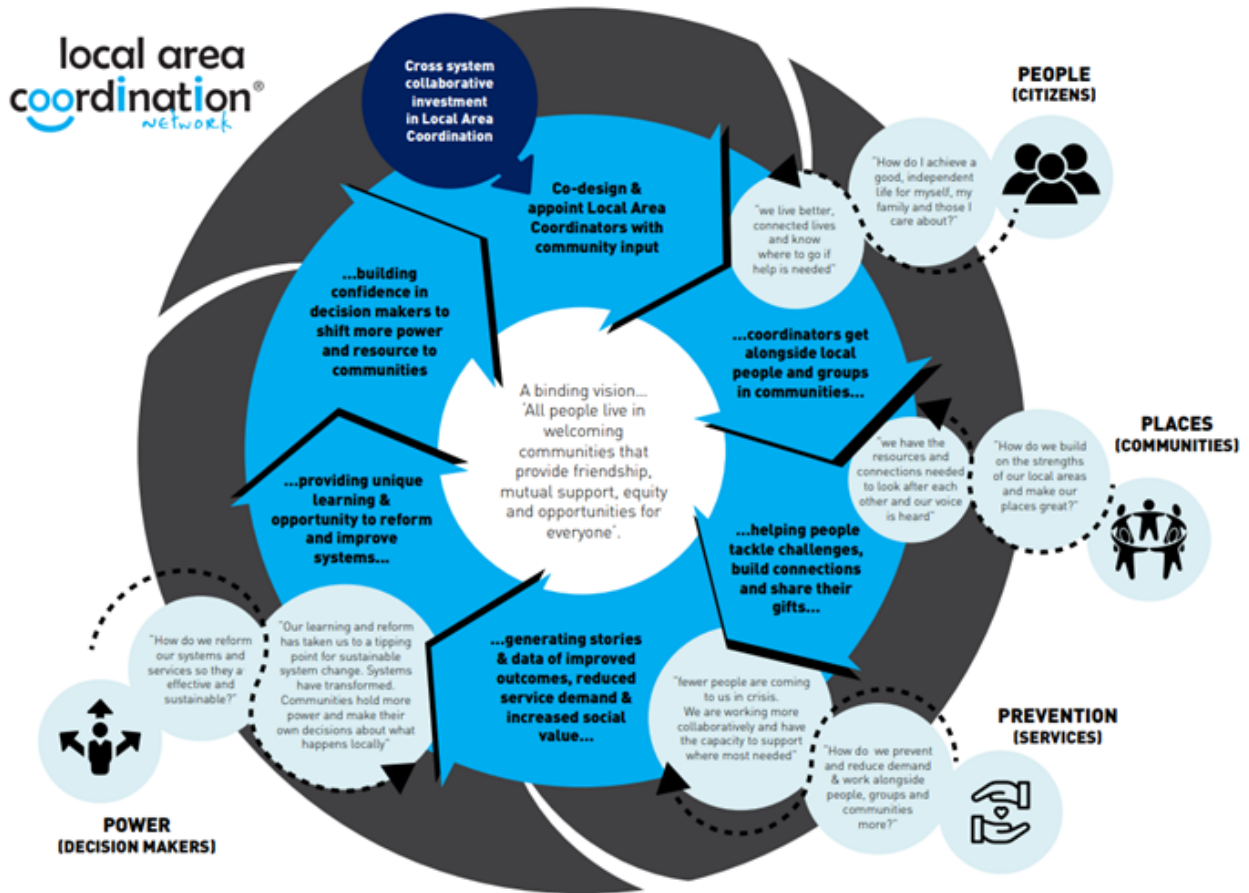 local area
coordination®
NETWORK
Cross system
collaborative
investment
in Local Area
Coordination
Co-design &
appoint Local Area
Coordinators with
community input
PEOPLE
(CITIZENS)
"How do I achieve a
good, independent
life for myself, my
family and those I
care about?"
"we live better,
connected lives
and know
where to go if
help is needed"
...coordinators get
alongside local
people and groups
in communities...
PLACES
(COMMUNITIES)
"How do we build
on the strengths
of our local areas
and make our
places great?"
"we have the
resources and
connections needed
to look after each
other and our voice
is heard"
...helping people
tackle challenges,
build connections
and share their
gifts...
PREVENTION
(SERVICES)
"How do we prevent
and reduce demand
& work alongside
people, groups and
communities
more?"
"fewer people are coming
to us in crisis.
We are working more
collaboratively and have
the capacity to support
where most needed"
...generating stories
& data of improved
outcomes, reduced
service demand &
increased social
value...
POWER
(DECISION MAKERS)
"How do we reform
our systems and
services so they a
effective and
sustainable?"
"Our learning and reform
has taken us to a tipping
point for sustainable
system change. Systems
have transformed.
Communities hold more
power and make their
own decisions about what
happens locally"
...providing unique
learning &
opportunity to reform
and improve
systems...
...building
confidence in
decision makers to
shift more power
and resource to
communities
A binding vision...
'All people live in
welcoming
communities that
provide friendship,
mutual support, equity
and opportunities for
everyone'.